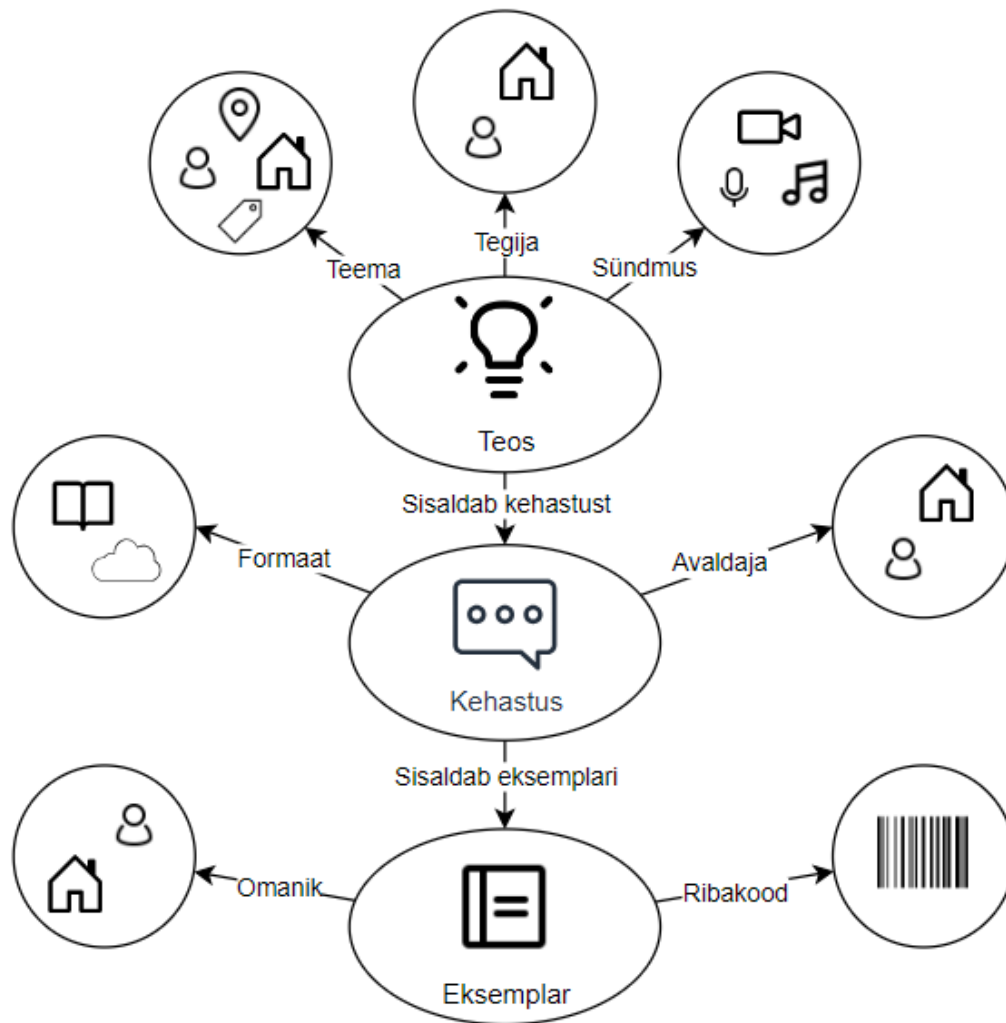 Teema
Tegija
Sündmus
Teos
Sisaldab kehastust
Formaat
Avaldaja
Kehastus
Sisaldab eksemplari
Omanik
Ribakood
Eksemplar